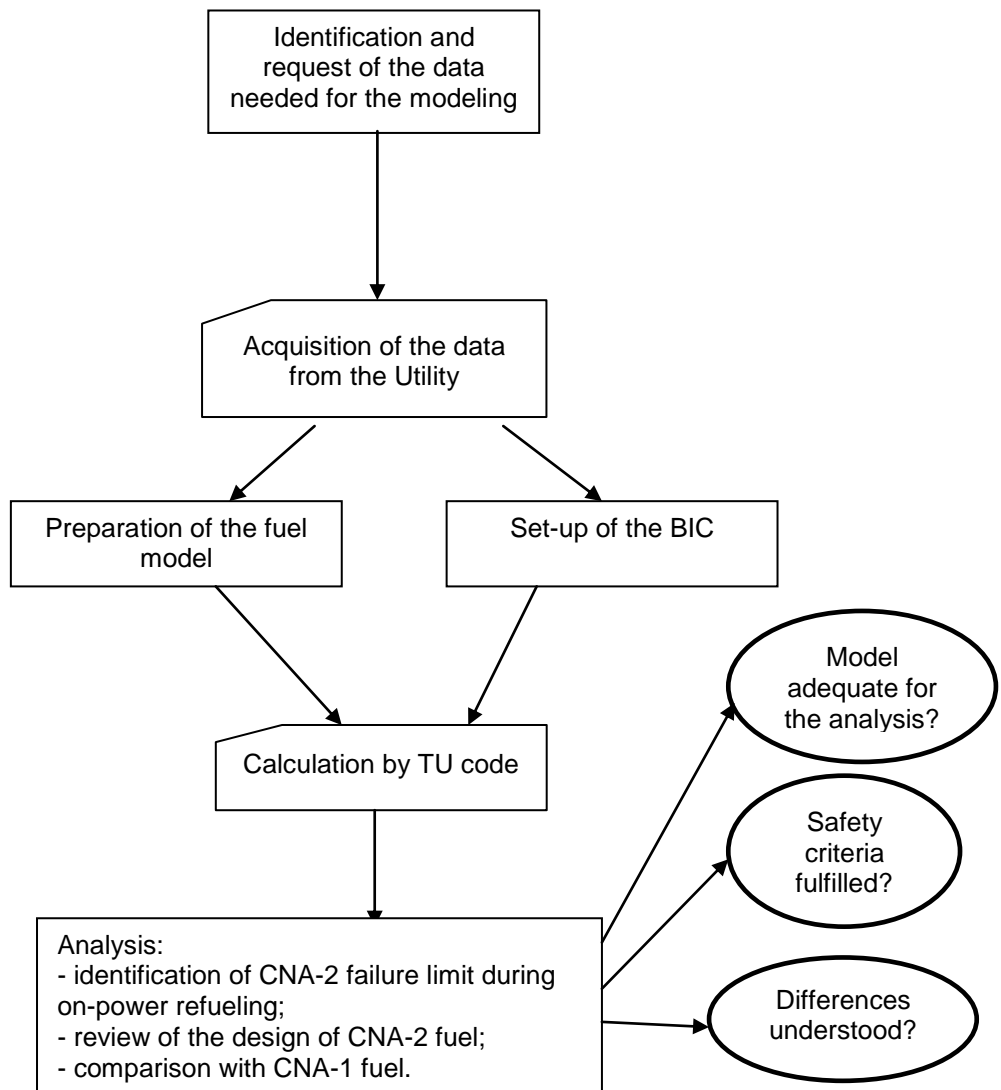 Identification and
request of the data
needed for the modeling
Acquisition of the data
from the Utility
Preparation of the fuel
model
Set-up of the BIC
Calculation by TU code
Model
adequate for
the analysis?
Safety
criteria
fulfilled?
Analysis:
- identification of CNA-2 failure limit during
on-power refueling;
- review of the design of CNA-2 fuel;
- comparison with CNA-1 fuel.
Differences
understood?